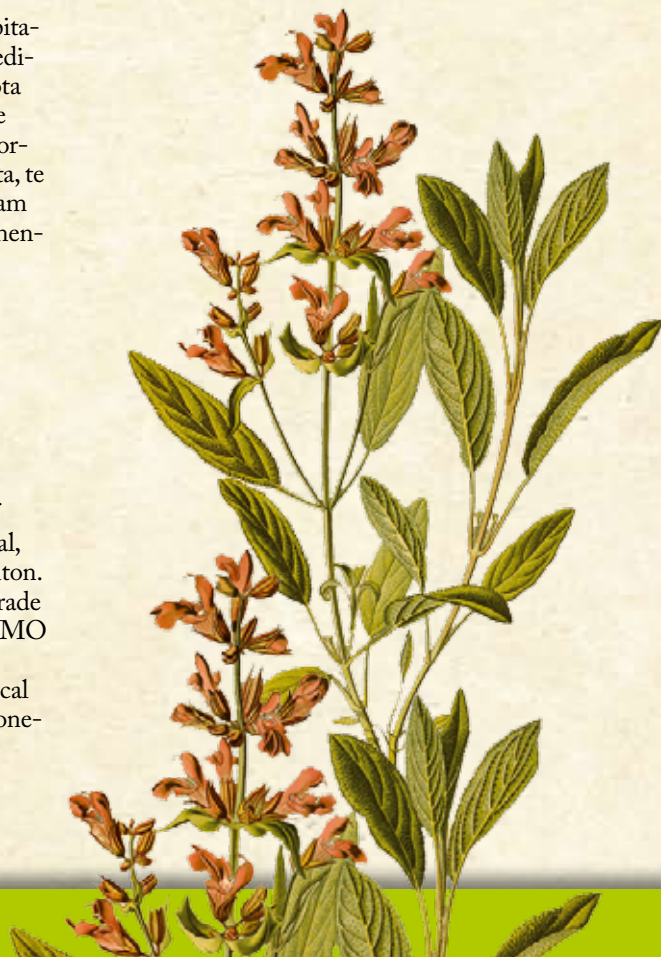 pita-
edi-
ota
e
or-
ta, te
am
nen-
al,
ton.
rade
MO
cal
one-